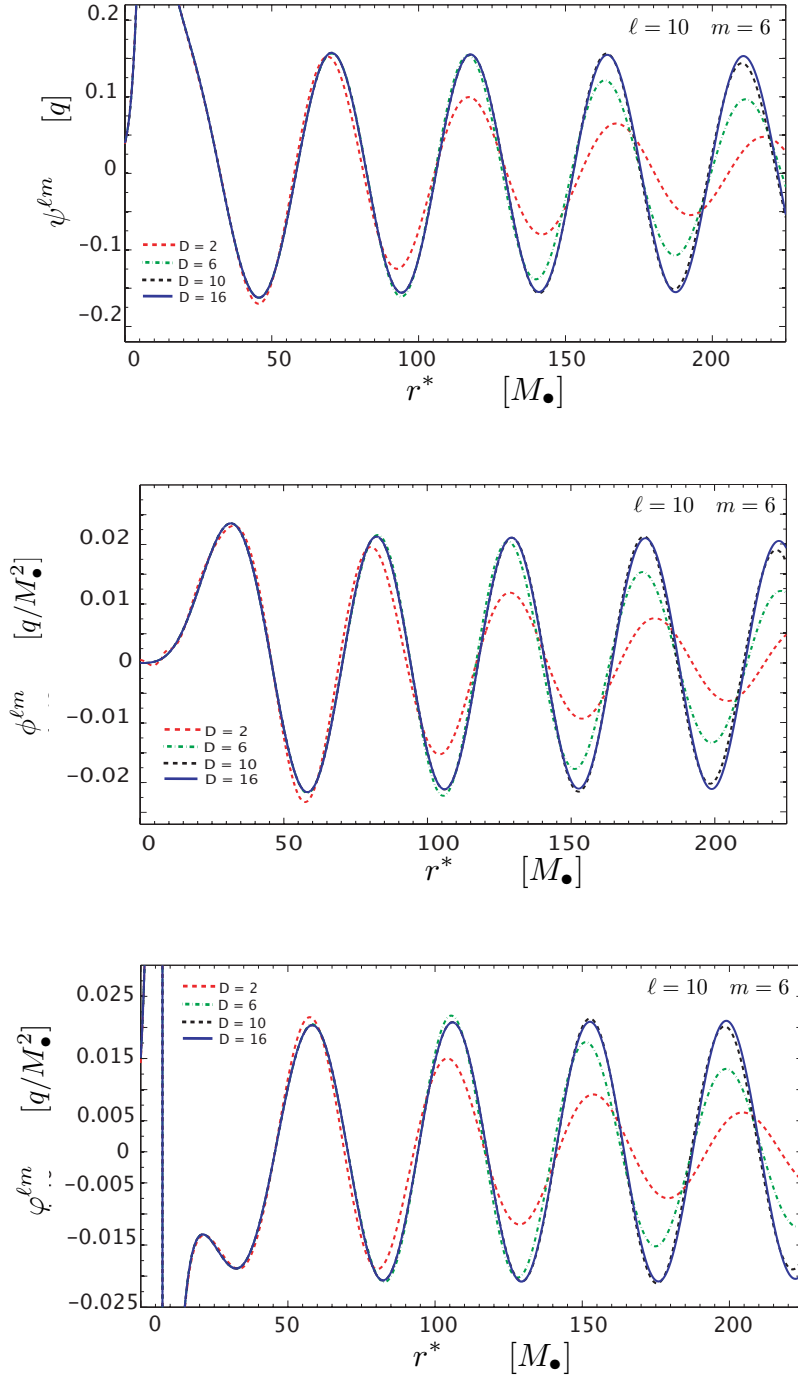 0.2
ℓ = 10 m = 6
0.1
0
−0.1
−0.2
ψ^ℓm [q]
D = 2
D = 6
D = 10
D = 16
0 50 100 150 200
r* [M●]
ℓ = 10 m = 6
0.02
0.01
0
−0.01
−0.02
ϕ^ℓm [q/M●^2]
D = 2
D = 6
D = 10
D = 16
0 50 100 150 200
r* [M●]
ℓ = 10 m = 6
0.025
0.015
0.005
0
−0.005
−0.015
−0.025
φ^ℓm [q/M●^2]
D = 2
D = 6
D = 10
D = 16
0 50 100 150 200
r* [M●]